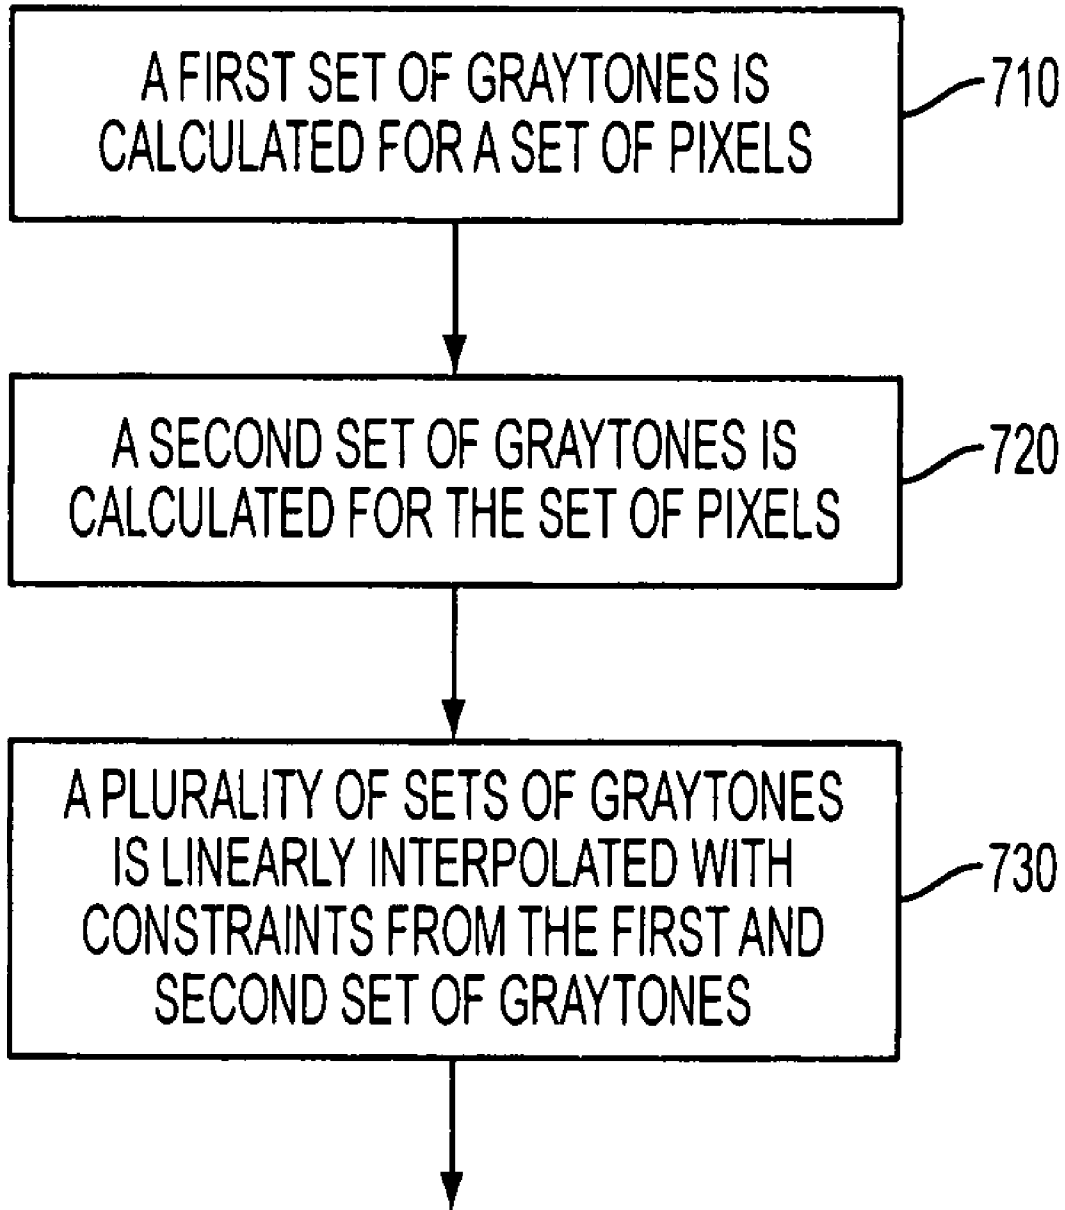 A FIRST SET OF GRAYTONES IS
CALCULATED FOR A SET OF PIXELS
710
A SECOND SET OF GRAYTONES IS
CALCULATED FOR THE SET OF PIXELS
720
A PLURALITY OF SETS OF GRAYTONES
IS LINEARLY INTERPOLATED WITH
CONSTRAINTS FROM THE FIRST AND
SECOND SET OF GRAYTONES
730